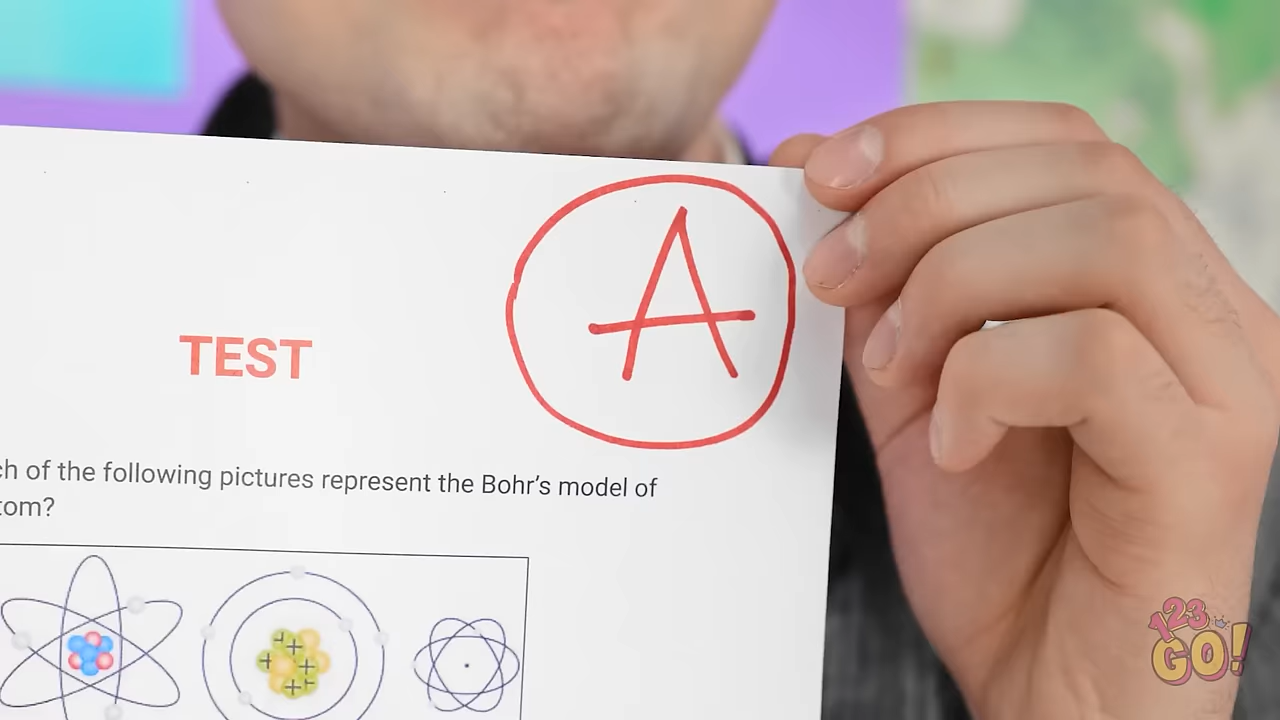 A
TEST
ch of the following pictures represent the Bohr's model of
tom?
123
GO!